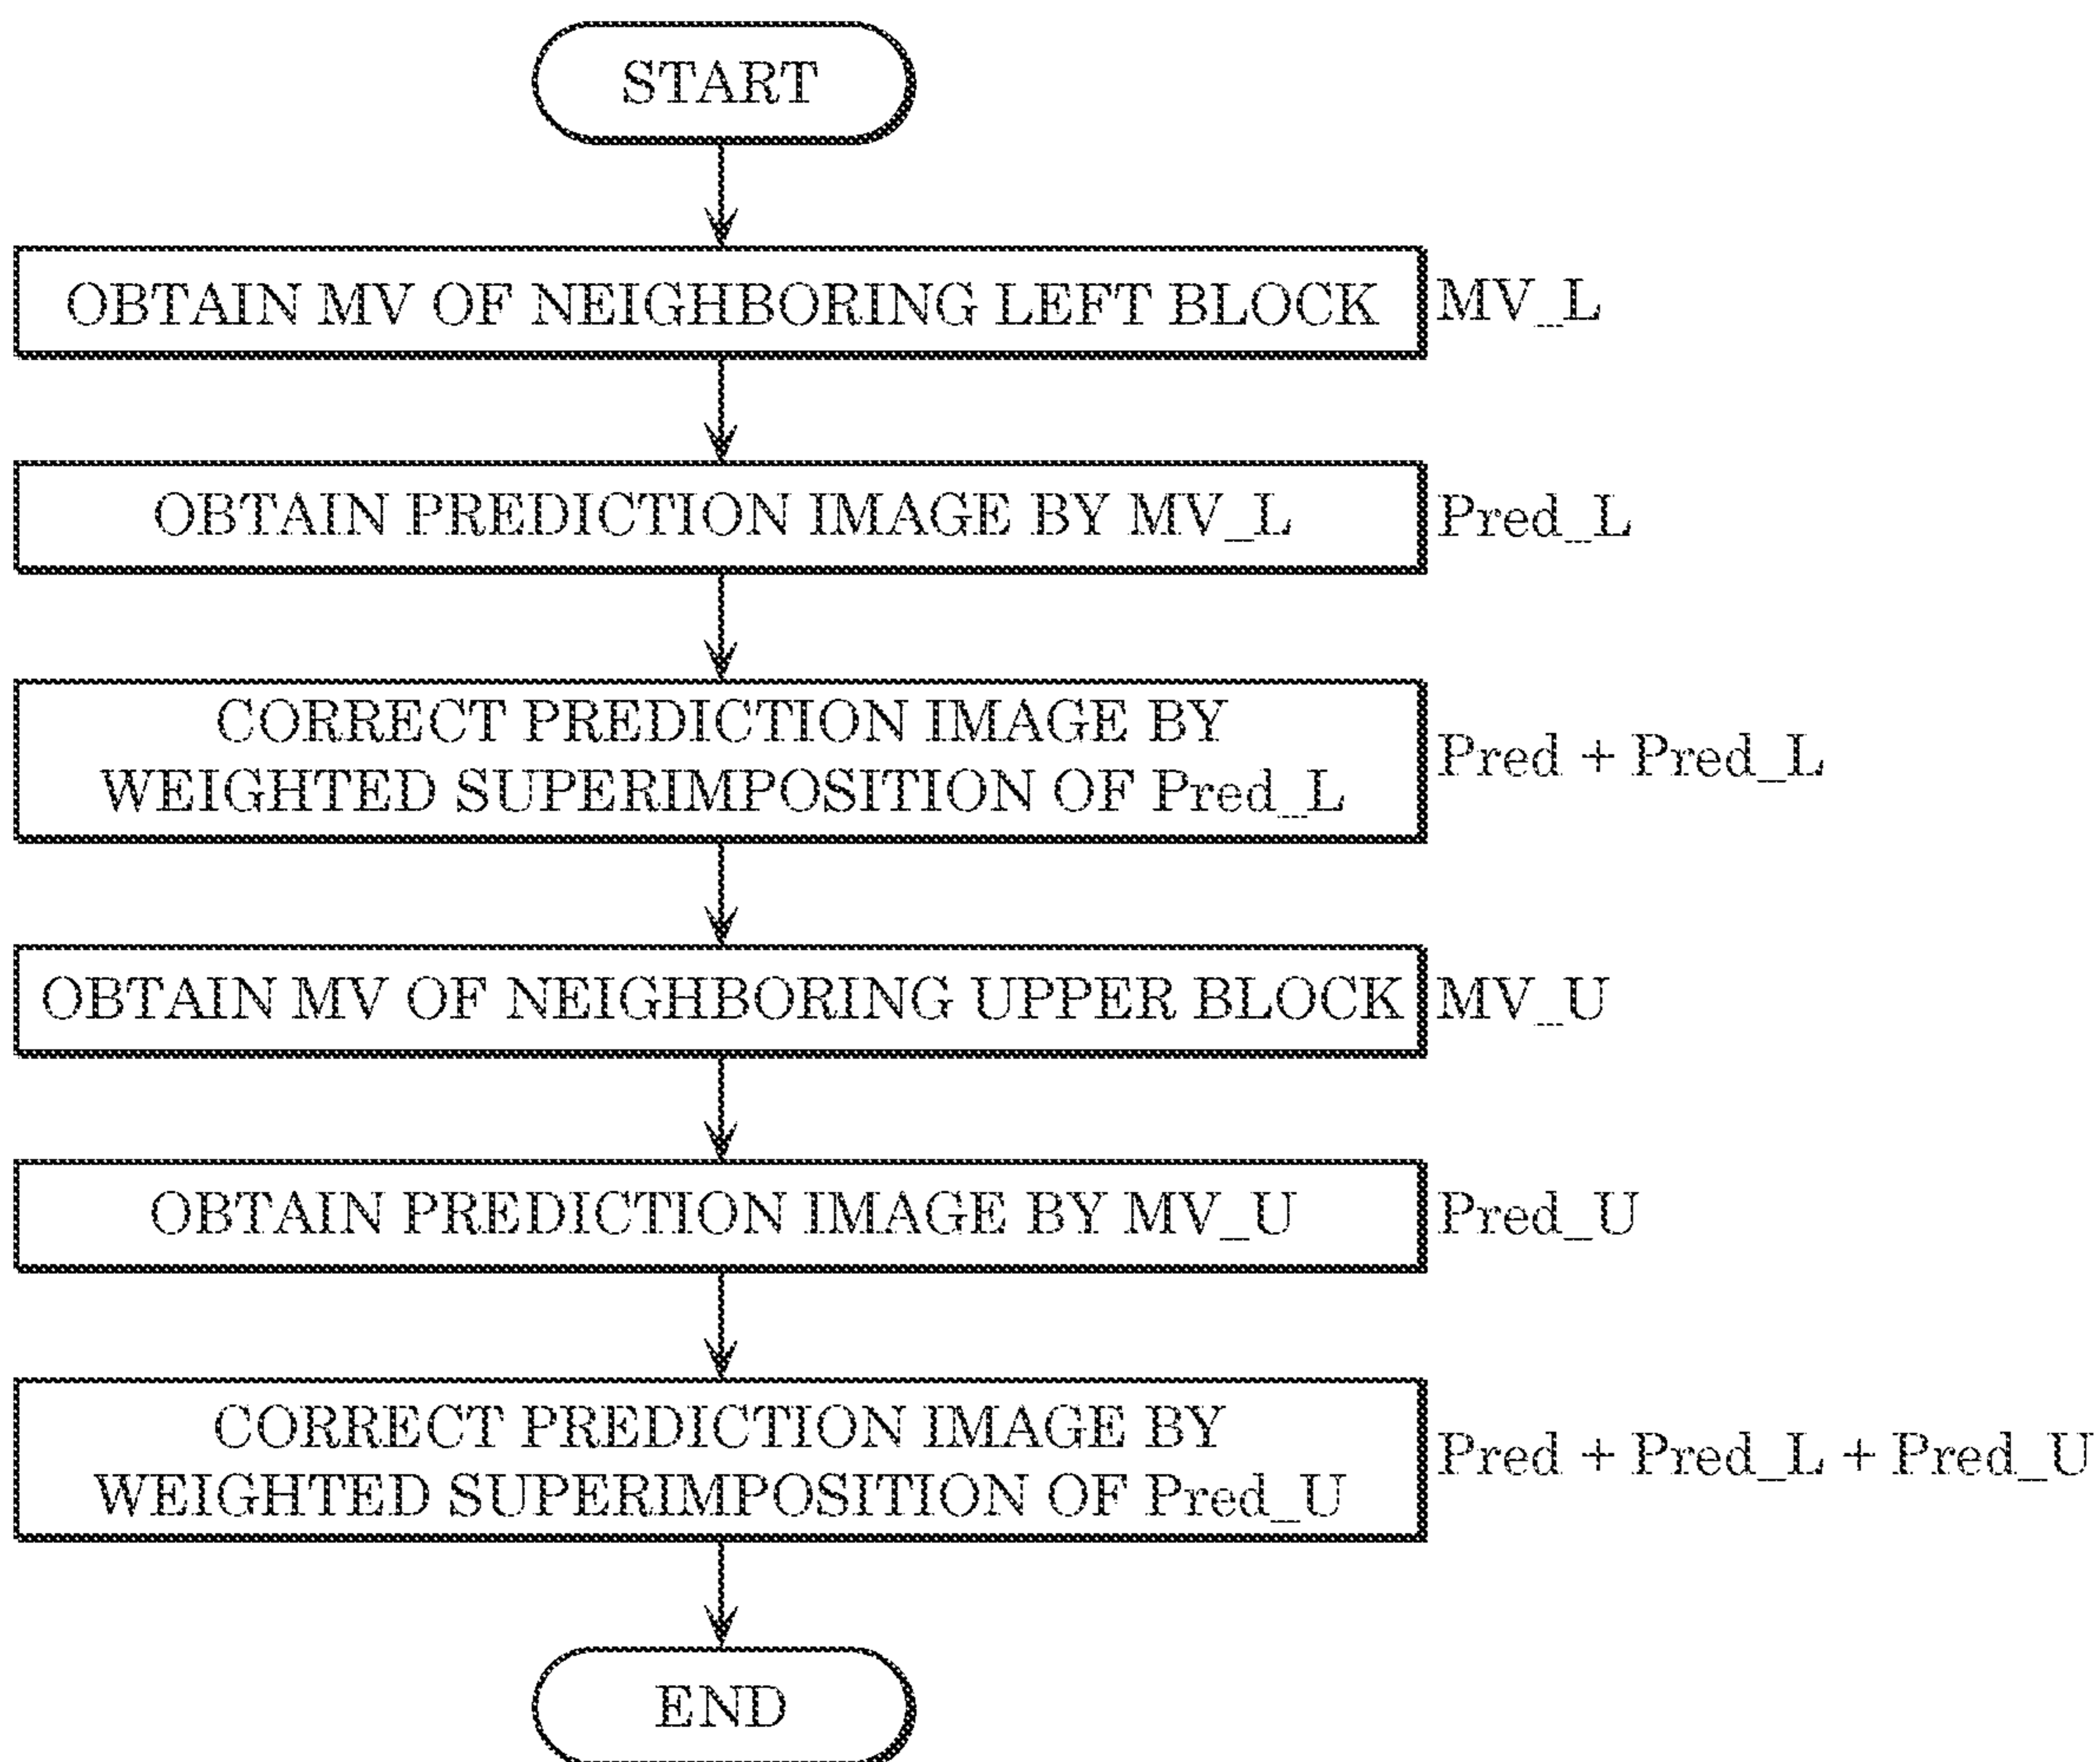 START
OBTAIN MV OF NEIGHBORING LEFT BLOCK MV_L
OBTAIN PREDICTION IMAGE BY MV_L Pred_L
CORRECT PREDICTION IMAGE BY
WEIGHTED SUPERIMPOSITION OF Pred_L
Pred + Pred_L
OBTAIN MV OF NEIGHBORING UPPER BLOCK MV_U
OBTAIN PREDICTION IMAGE BY MV_U Pred_U
CORRECT PREDICTION IMAGE BY
WEIGHTED SUPERIMPOSITION OF Pred_U
Pred + Pred_L + Pred_U
END